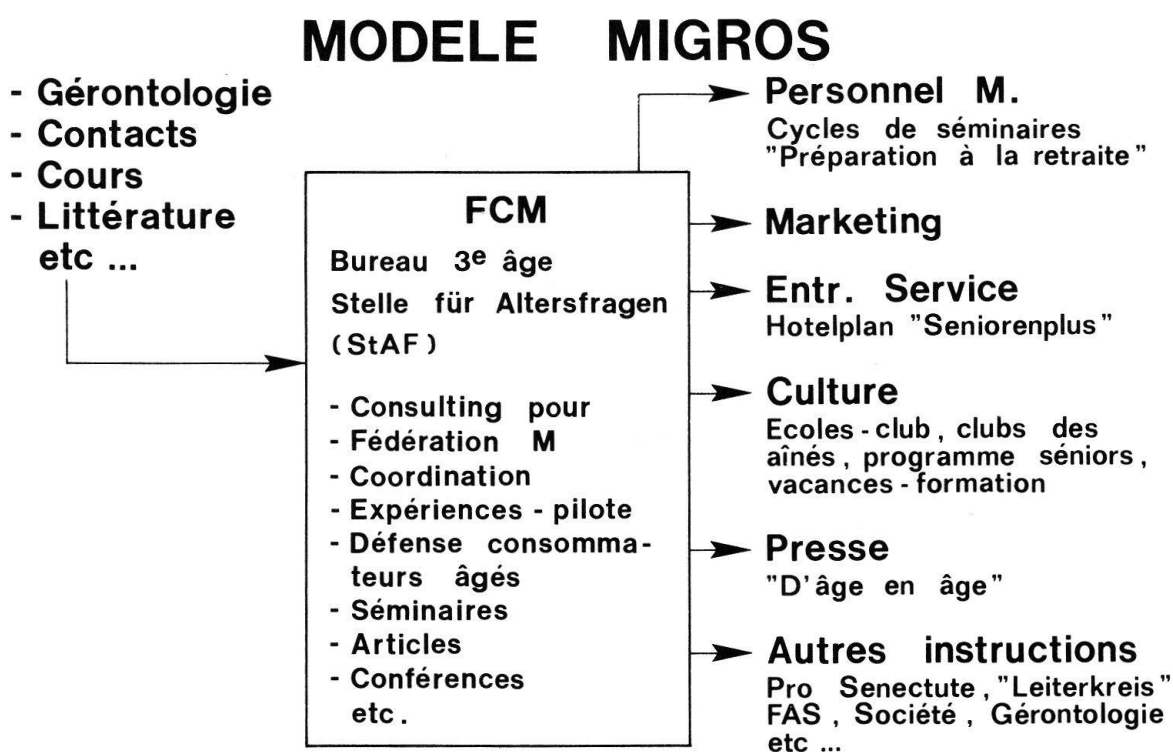 MODELE MIGROS
- Gérontologie
- Contacts
- Cours
- Littérature
etc ...
FCM
Bureau 3e âge
Stelle für Altersfragen
(StAF)
- Consulting pour
- Fédération M
- Coordination
- Expériences - pilote
- Défense consomma-
teurs âgés
- Séminaires
- Articles
- Conférences
etc.
Personnel M.
Cycles de séminaires
"Préparation à la retraite"
Marketing
Entr. Service
Hotelplan "Seniorenplus"
Culture
Ecoles - club, clubs des
aînés, programme séniors,
vacances - formation
Presse
"D'âge en âge"
Autres instructions
Pro Senectute, "Leiterkreis"
FAS, Société, Gérontologie
etc ...